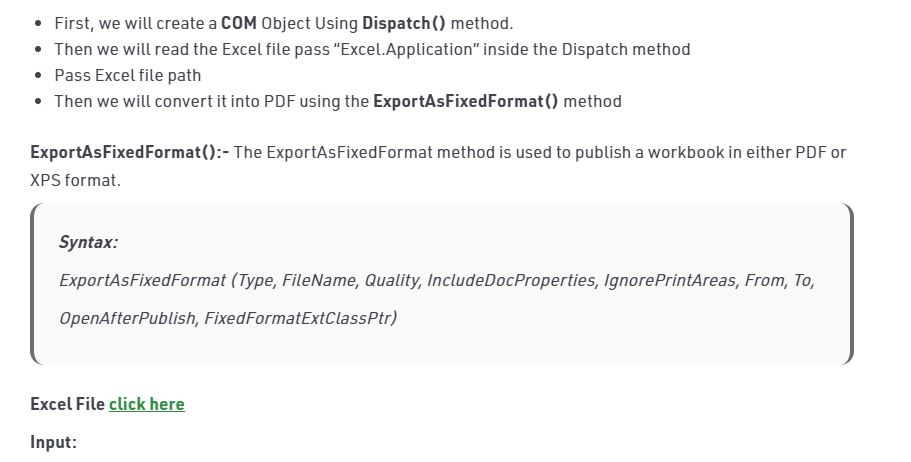 First, we will create a COM Object Using Dispatch() method.
Then we will read the Excel file pass “Excel.Application” inside the Dispatch method
Pass Excel file path
Then we will convert it into PDF using the ExportAsFixedFormat() method
ExportAsFixedFormat():- The ExportAsFixedFormat method is used to publish a workbook in either PDF or
XPS format.
Syntax:
ExportAsFixedFormat (Type, FileName, Quality, IncludeDocProperties, IgnorePrintAreas, From, To,
OpenAfterPublish, FixedFormatExtClassPtr)
Excel File click here
Input: